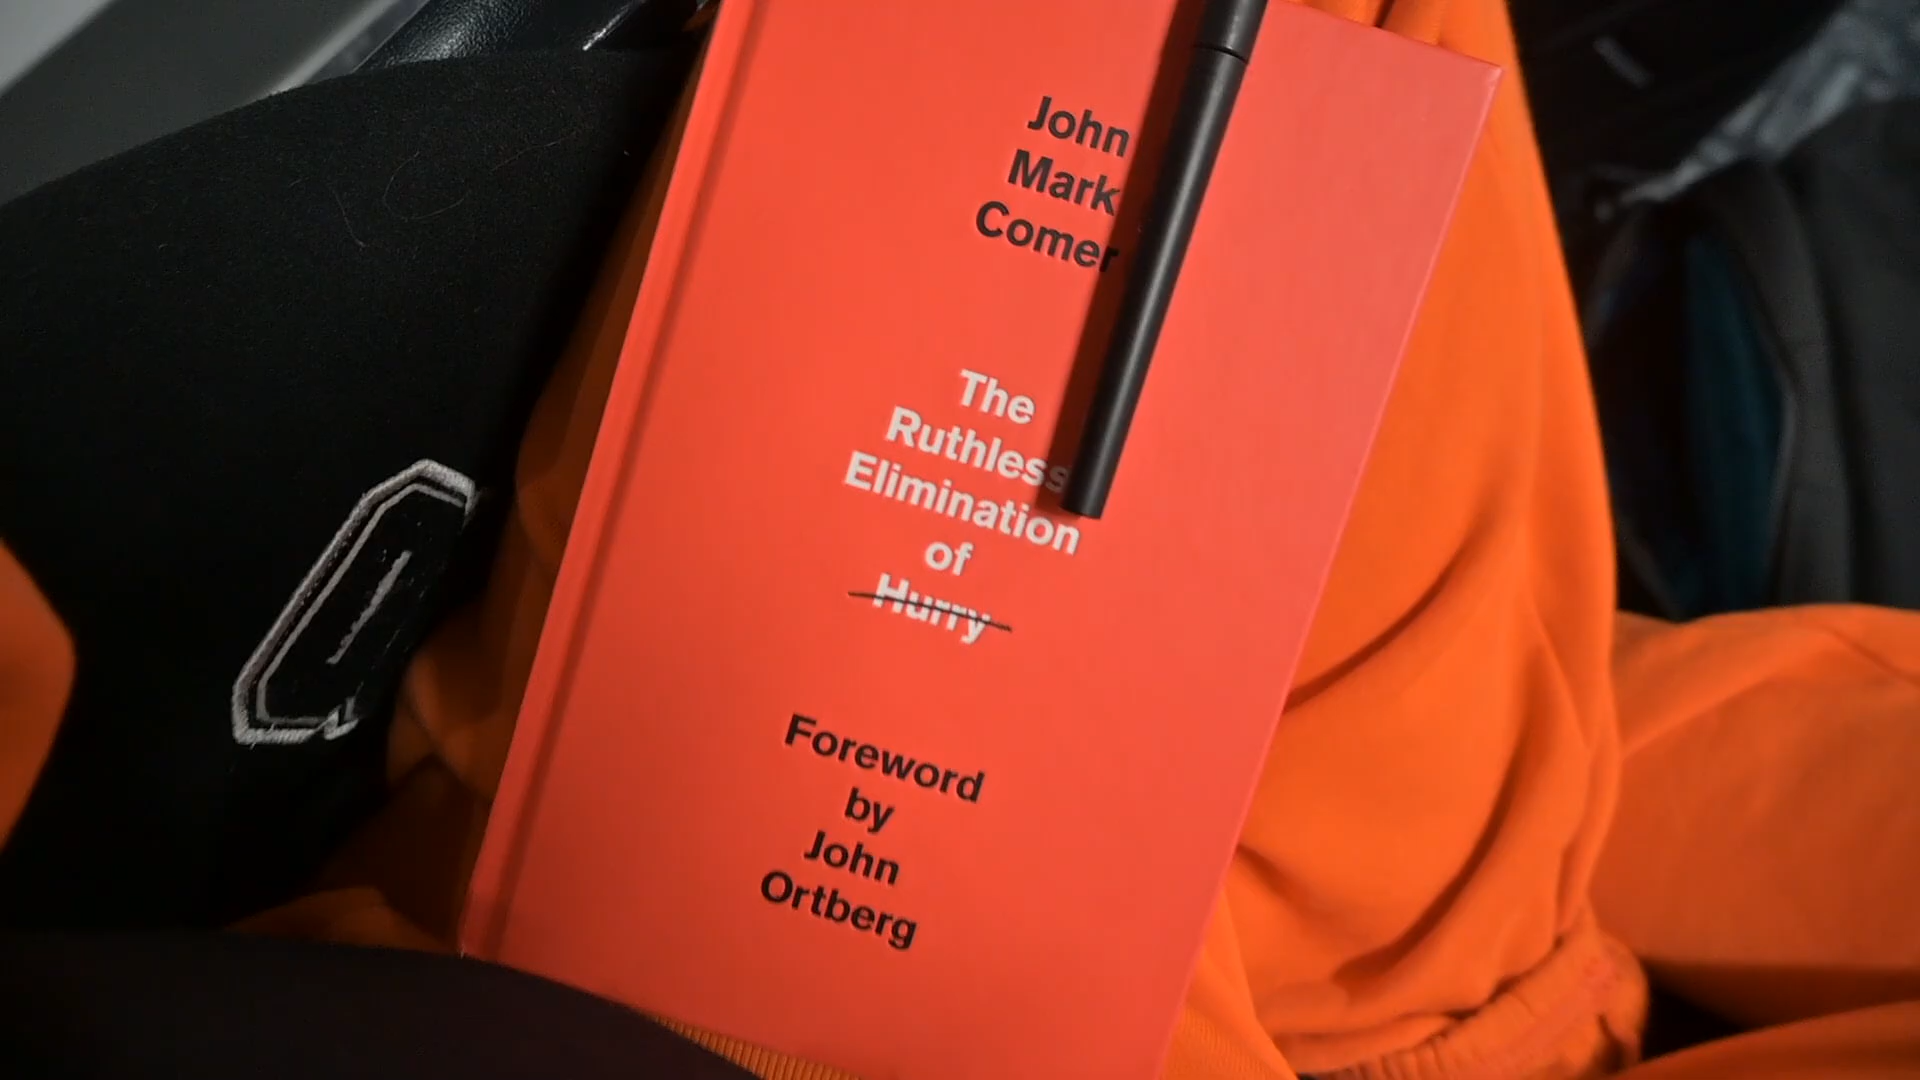 John
Mark
Comer
The
Ruthless
Elimination
of
Hurry
Foreword
by
John
Ortberg